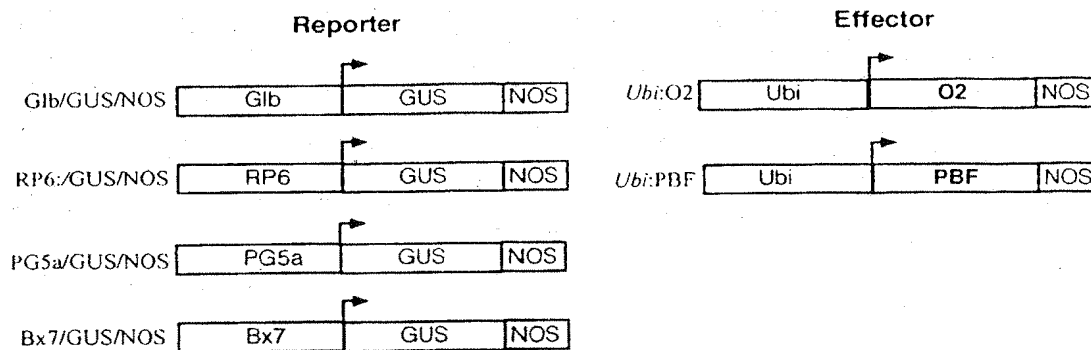 Reporter
Glb/GUS/NOS Glb GUS NOS
RP6:/GUS/NOS RP6 GUS NOS
PG5a/GUS/NOS PG5a GUS NOS
Bx7/GUS/NOS Bx7 GUS NOS
Effector
Ubi:O2 Ubi O2 NOS
Ubi:PBF Ubi PBF NOS